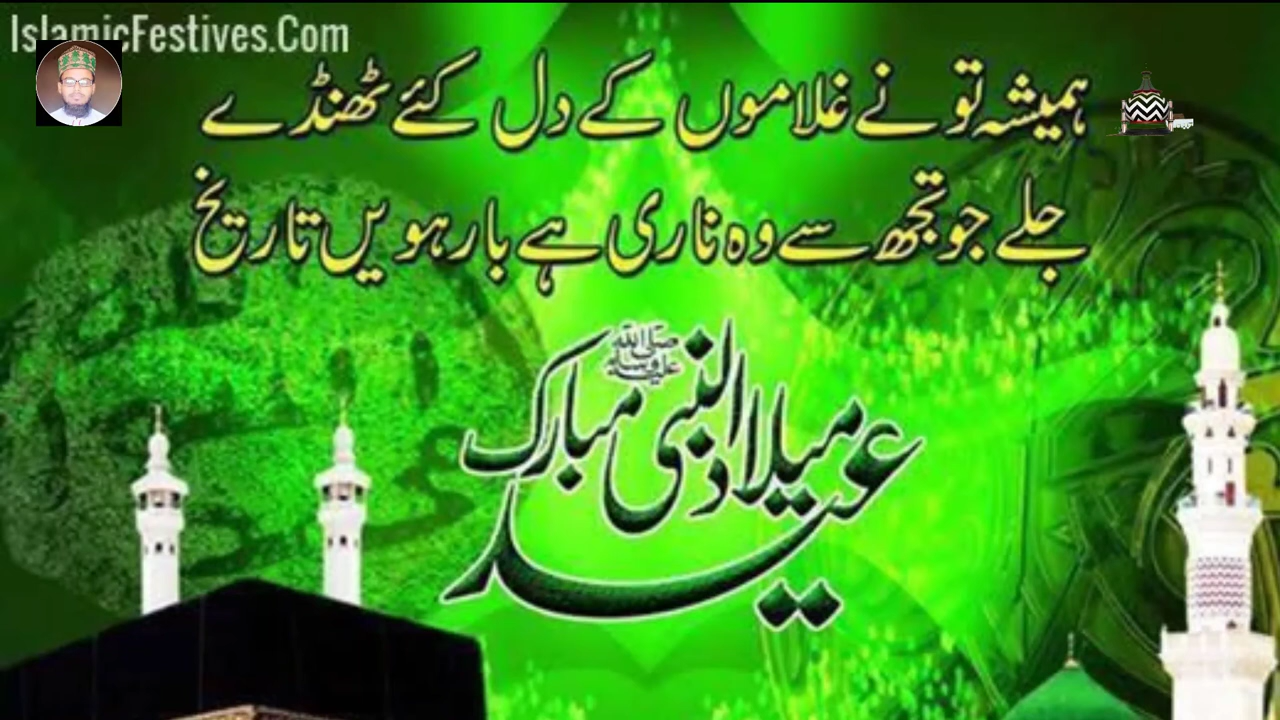 IslamicFestives.Com
ہمیشہ تو نے غلاموں کے دل کئے ٹھنڈے
جلے جو تجھ سے وہ ناری ہے بارہویں تاریخ
عید میلاد النبی صلی اللہ علیہ وسلم مبارک